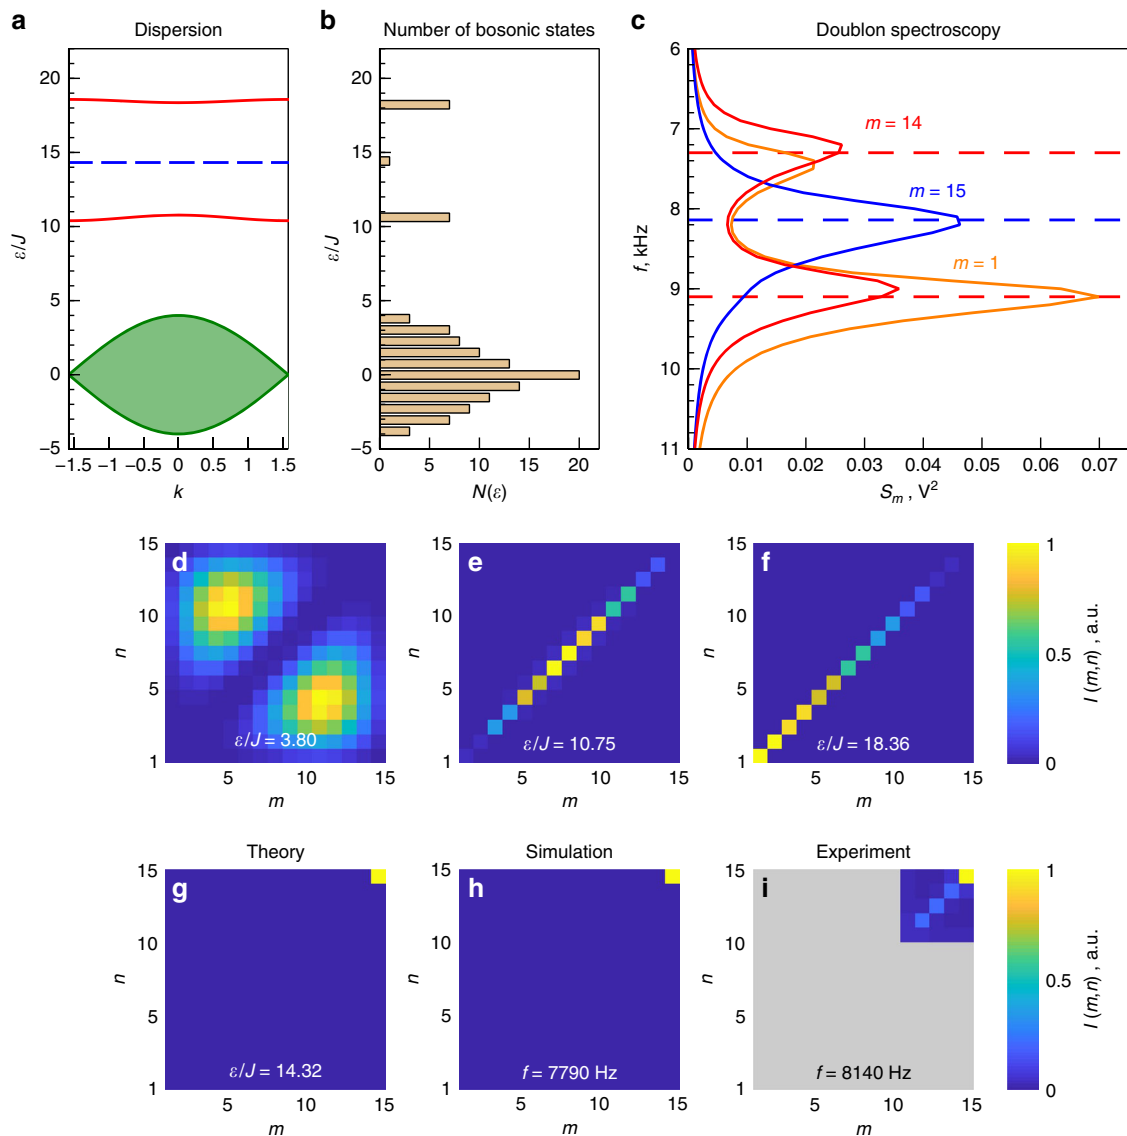 a
Dispersion
ε/J
20
15
10
5
0
−5
−1.5 −1 −0.5 0 0.5 1 1.5
k
b
Number of bosonic states
ε/J
20
15
10
5
0
−5
0 5 10 15 20
N(ε)
c
Doublon spectroscopy
f, kHz
6
7
8
9
10
11
m = 14
m = 15
m = 1
0 0.01 0.02 0.03 0.04 0.05 0.06 0.07
Sₘ , V²
d
n
15
10
5
1
ε/J = 3.80
5 10 15
m
e
n
15
10
5
1
ε/J = 10.75
5 10 15
m
f
n
15
10
5
1
ε/J = 18.36
5 10 15
m
1
0.5
0
I (m,n) , a.u.
Theory
g
n
15
10
5
1
ε/J = 14.32
5 10 15
m
Simulation
h
n
15
10
5
1
f = 7790 Hz
5 10 15
m
Experiment
i
n
15
10
5
1
f = 8140 Hz
5 10 15
m
1
0.5
0
I (m,n) , a.u.